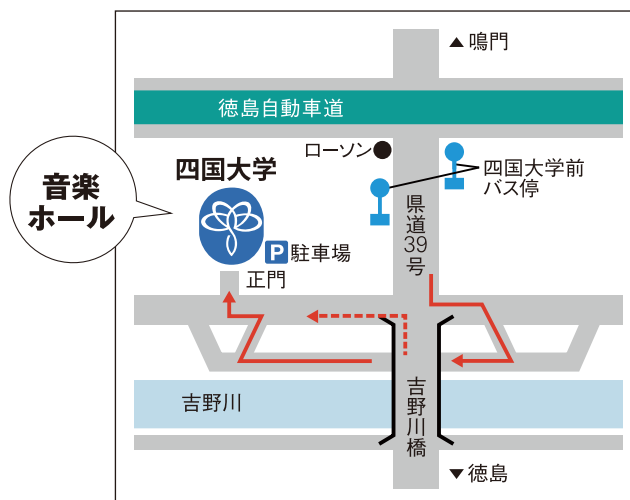 ▲ 鳴門
徳島自動車道
ローソン
四国大学前
バス停
音楽
ホール
四国大学
県道39号
P 駐車場
正門
吉野川
吉野川橋
▼ 徳島